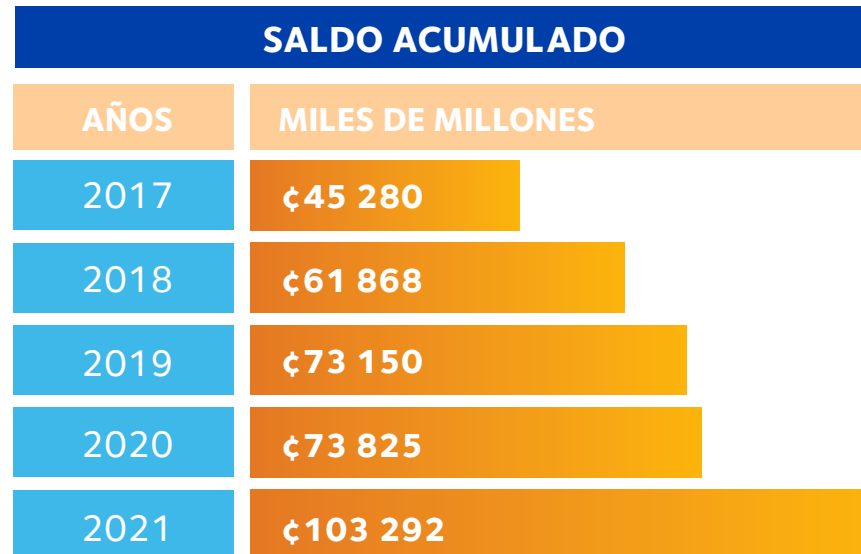 SALDO ACUMULADO
AÑOS MILES DE MILLONES
2017 ¢45 280
2018 ¢61 868
2019 ¢73 150
2020 ¢73 825
2021 ¢103 292